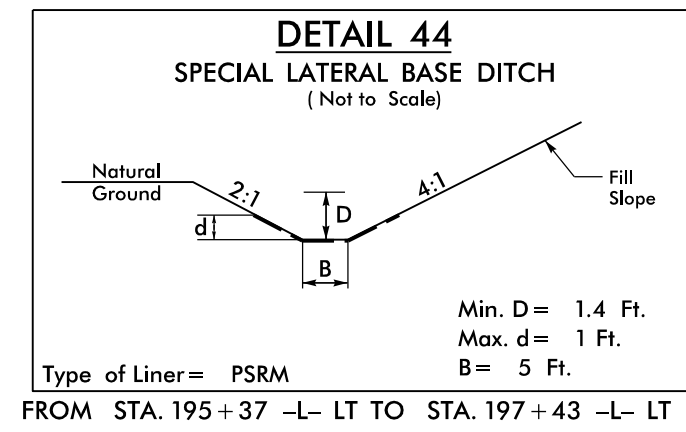 DETAIL 44
SPECIAL LATERAL BASE DITCH
( Not to Scale)
Natural
Ground
2:1
4:1
Fill
Slope
D
d
B
Min. D = 1.4 Ft.
Max. d = 1 Ft.
B = 5 Ft.
Type of Liner = PSRM
FROM STA. 195+37 -L- LT TO STA. 197+43 -L- LT